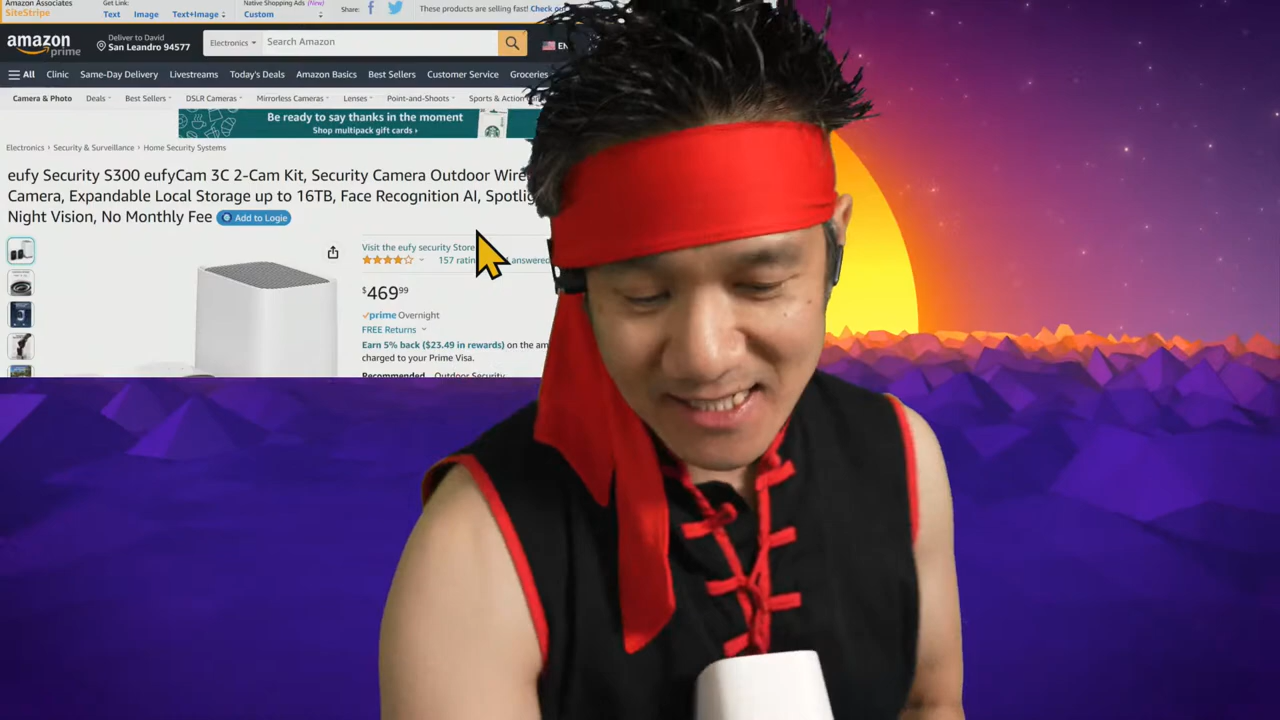 Amazon Associates
SiteStripe
Get Link:
Text Image Text+Image
Native Shopping Ads (New)
Custom
Share:
These products are selling fast! Check
amazon
prime
Deliver to David
San Leandro 94577
Electronics
Search Amazon
EN
All Clinic Same-Day Delivery Livestreams Today's Deals Amazon Basics Best Sellers Customer Service Groceries
Camera & Photo Deals Best Sellers DSLR Cameras Mirrorless Cameras Lenses Point-and-Shoots Sports & Action
Be ready to say thanks in the moment
Shop multipack gift cards ›
Electronics › Security & Surveillance › Home Security Systems
eufy Security S300 eufyCam 3C 2-Cam Kit, Security Camera Outdoor Wire
Camera, Expandable Local Storage up to 16TB, Face Recognition AI, Spotlig
Night Vision, No Monthly Fee Add to Logie
Visit the eufy security Store
157 ratin answered
$46999
prime Overnight
FREE Returns
Earn 5% back ($23.49 in rewards) on the am
charged to your Prime Visa.
Recommended Outdoor Security